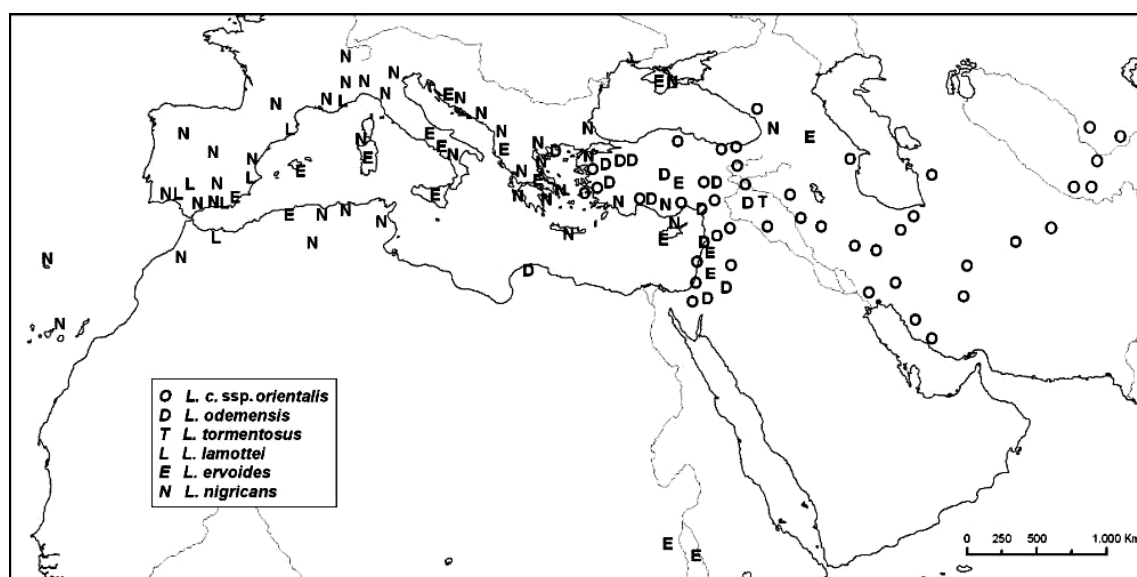 O L. c. ssp. orientalis
D L. odemensis
T L. tormentosus
L L. lamottei
E L. ervoides
N L. nigricans
0 250 500 1.000 Km